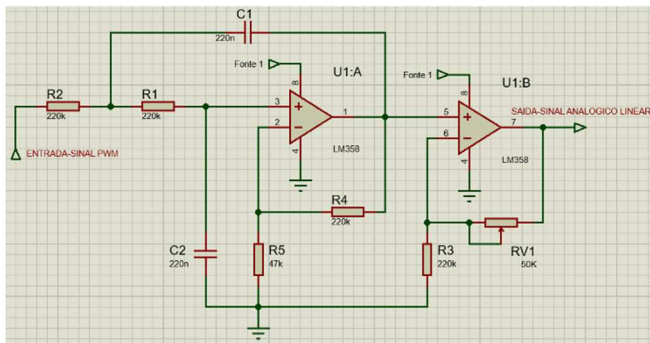 C1
220n
Fonte 1
U1:A
8
3
2
1
4
LM358
R2
220k
R1
220k
ENTRADA-SINAL PWM
Fonte 1
U1:B
8
5
6
7
4
LM358
SAIDA-SINAL ANALOGICO LINEAR
R4
220k
C2
220n
R5
47k
R3
220k
RV1
50K